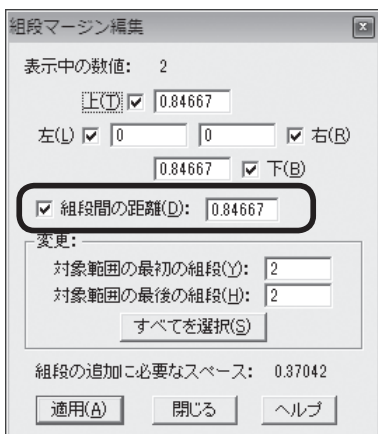 組段マージン編集
表示中の数値: 2
上(T) 0.84667
左(L) 0 0 右(R)
0.84667 下(B)
組段間の距離(D): 0.84667
変更:
対象範囲の最初の組段(Y): 2
対象範囲の最後の組段(H): 2
すべてを選択(S)
組段の追加に必要なスペース: 0.37042
適用(A) 閉じる ヘルプ